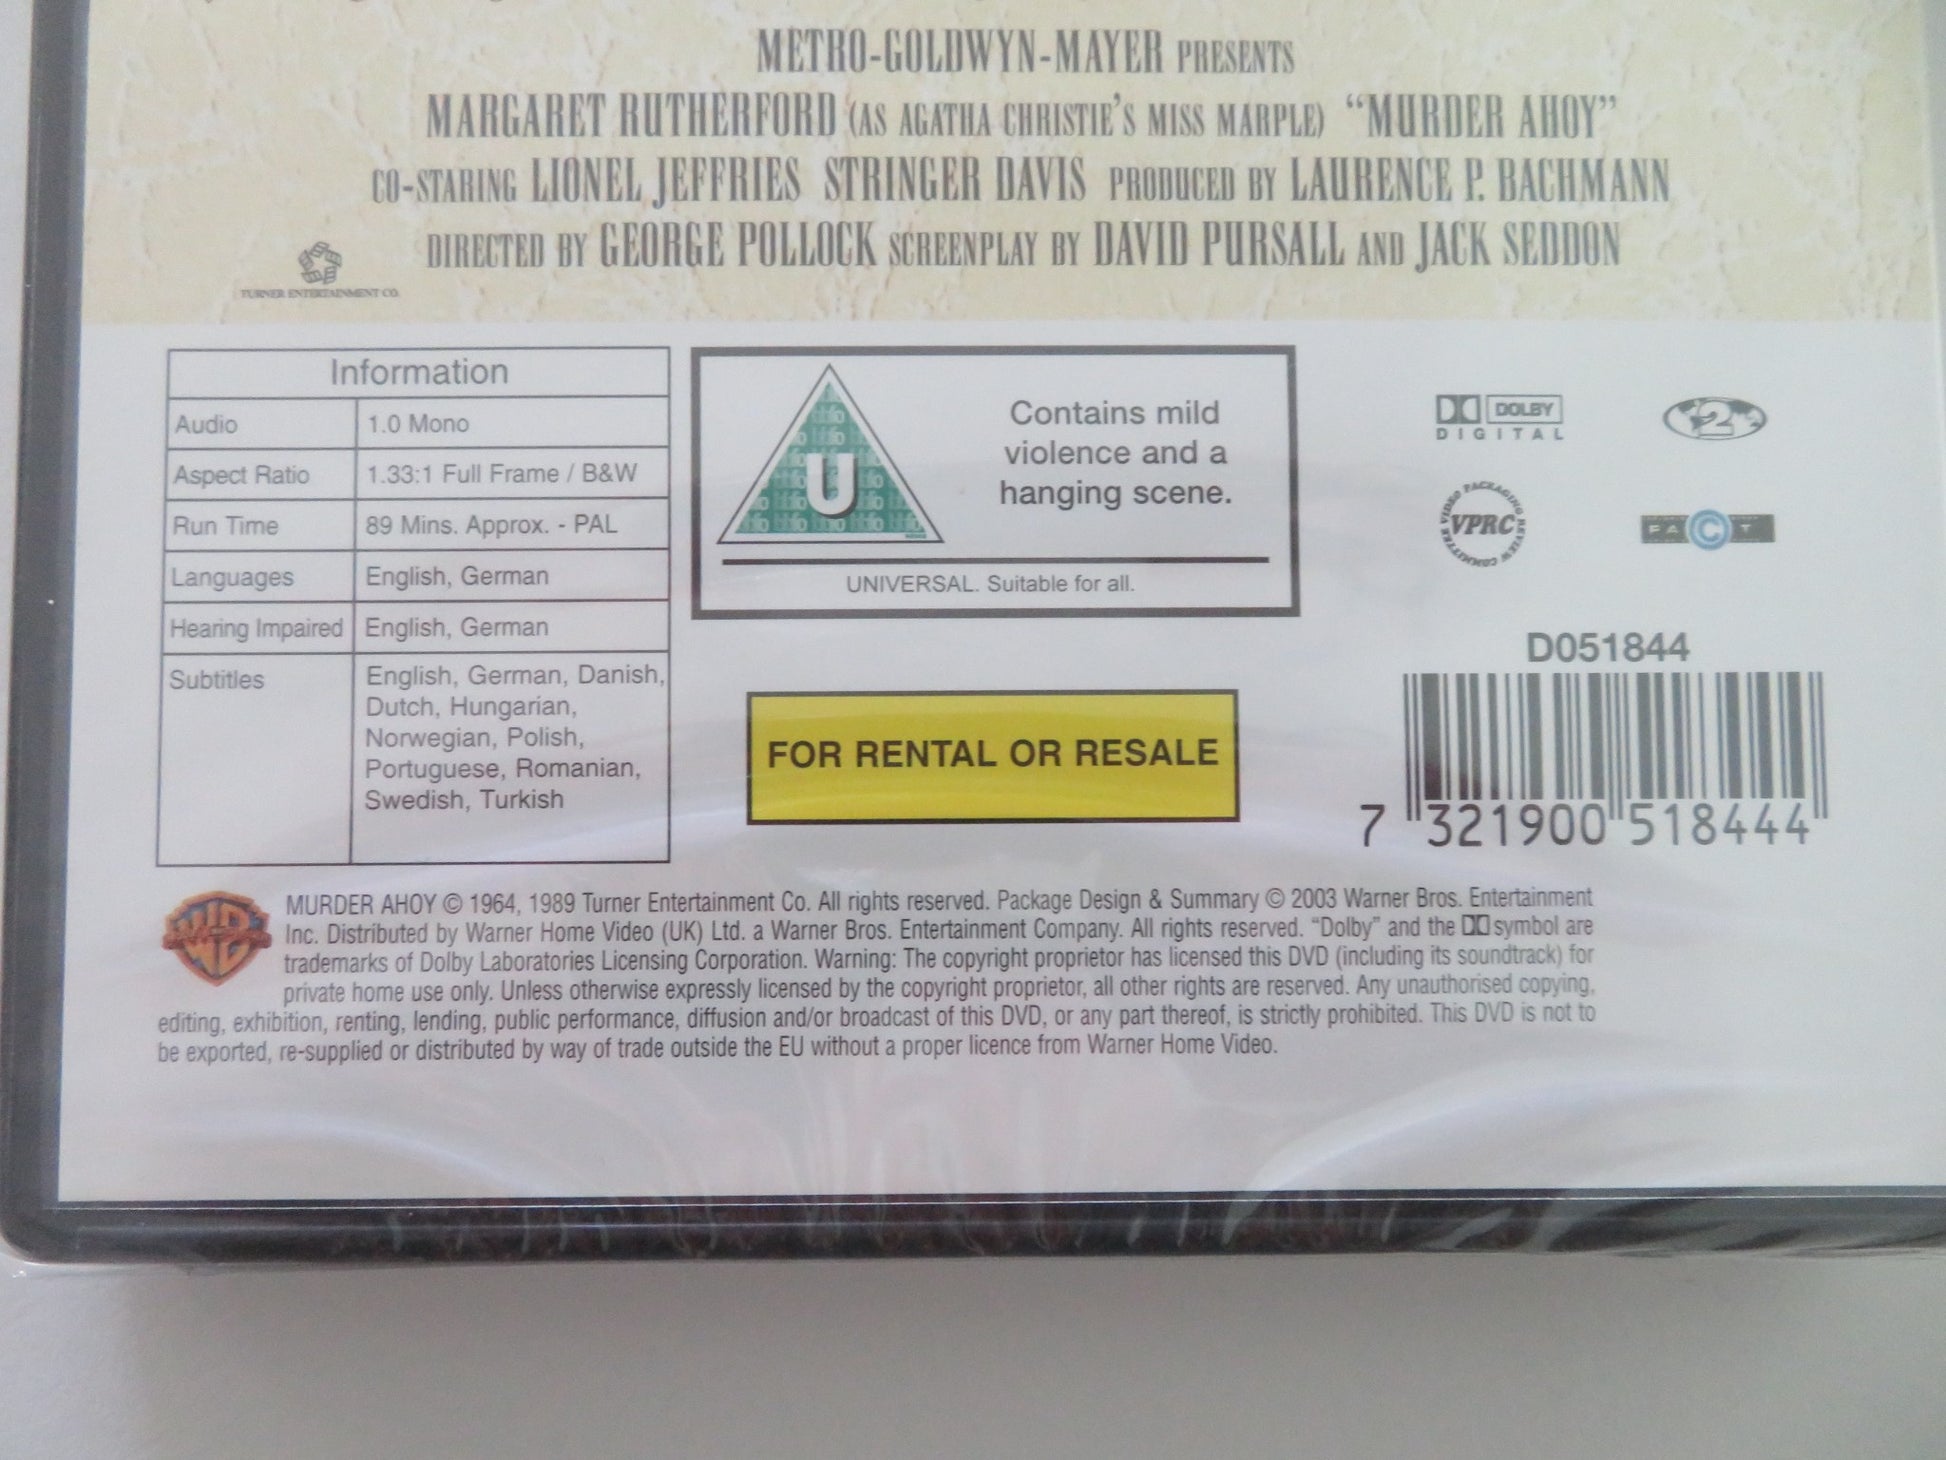 METRO-GOLDWYN-MAYER PRESENTS
MARGARET RUTHERFORD (AS AGATHA CHRISTIE'S MISS MARPLE) “MURDER AHOY”
CO-STARING LIONEL JEFFRIES STRINGER DAVIS PRODUCED BY LAURENCE P. BACHMANN
DIRECTED BY GEORGE POLLOCK SCREENPLAY BY DAVID PURSALL AND JACK SEDDON
TURNER ENTERTAINMENT CO.
Information
Audio 1.0 Mono
Aspect Ratio 1.33:1 Full Frame / B&W
Run Time 89 Mins. Approx. - PAL
Languages English, German
Hearing Impaired English, German
Subtitles English, German, Danish,
Dutch, Hungarian,
Norwegian, Polish,
Portuguese, Romanian,
Swedish, Turkish
U
Contains mild
violence and a
hanging scene.
UNIVERSAL. Suitable for all.
FOR RENTAL OR RESALE
DOLBY
DIGITAL
2
VIDEO PACKAGING REVIEW COMMITTEE
VPRC
FACT
D051844
7 321900 518444
MURDER AHOY © 1964, 1989 Turner Entertainment Co. All rights reserved. Package Design & Summary © 2003 Warner Bros. Entertainment
Inc. Distributed by Warner Home Video (UK) Ltd. a Warner Bros. Entertainment Company. All rights reserved. “Dolby” and the symbol are
trademarks of Dolby Laboratories Licensing Corporation. Warning: The copyright proprietor has licensed this DVD (including its soundtrack) for
private home use only. Unless otherwise expressly licensed by the copyright proprietor, all other rights are reserved. Any unauthorised copying,
editing, exhibition, renting, lending, public performance, diffusion and/or broadcast of this DVD, or any part thereof, is strictly prohibited. This DVD is not to
be exported, re-supplied or distributed by way of trade outside the EU without a proper licence from Warner Home Video.